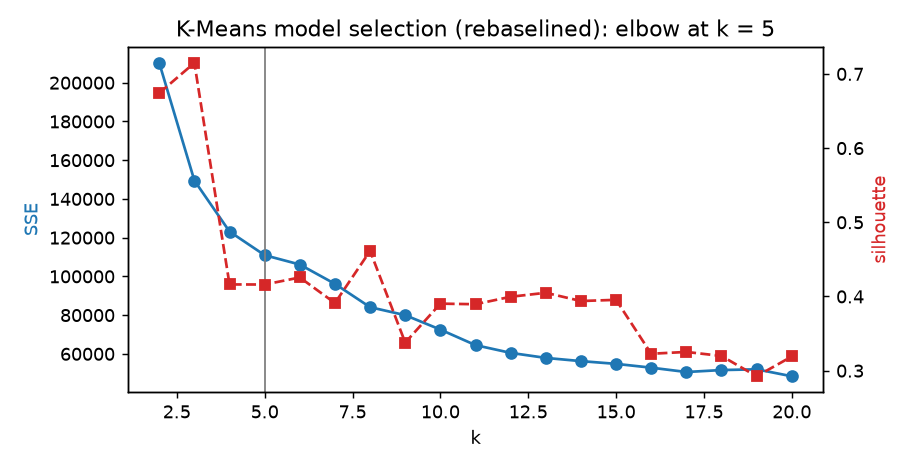 K-Means model selection (rebaselined): elbow at k = 5
SSE
200000
180000
160000
140000
120000
100000
80000
60000
0.7
0.6
0.5
0.4
0.3
silhouette
2.5 5.0 7.5 10.0 12.5 15.0 17.5 20.0
k